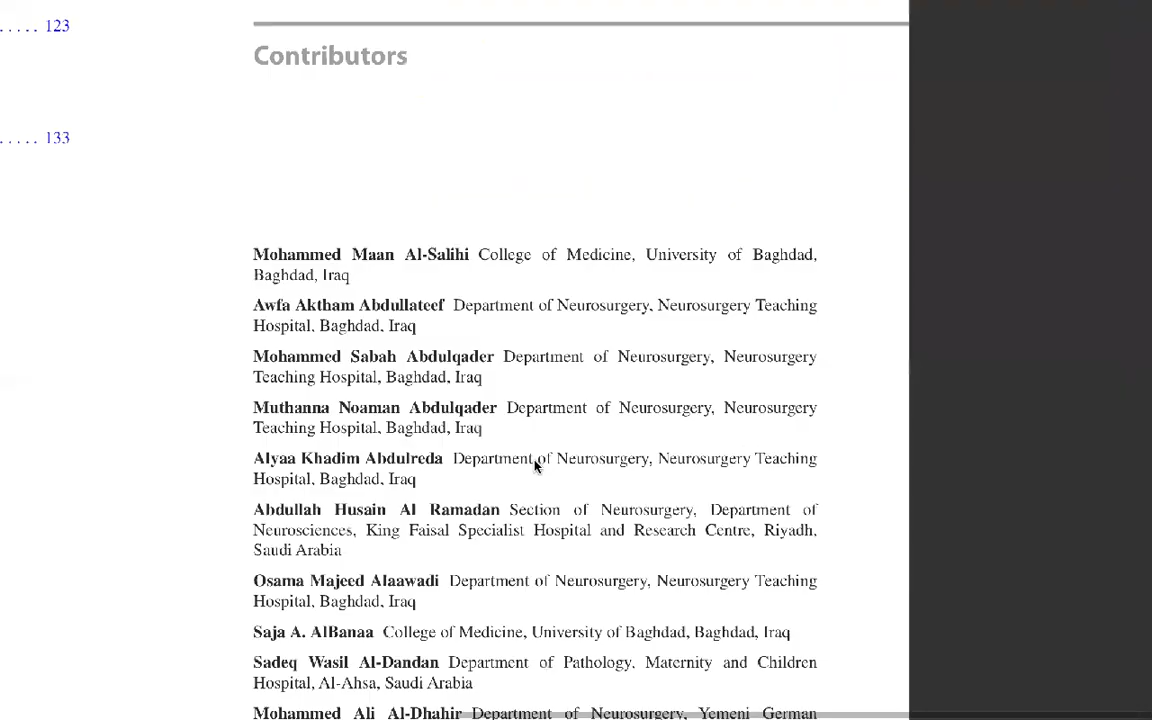 ..... 123
Contributors
..... 133
Mohammed Maan Al-Salihi College of Medicine, University of Baghdad,
Baghdad, Iraq
Awfa Aktham Abdullateef Department of Neurosurgery, Neurosurgery Teaching
Hospital, Baghdad, Iraq
Mohammed Sabah Abdulqader Department of Neurosurgery, Neurosurgery
Teaching Hospital, Baghdad, Iraq
Muthanna Noaman Abdulqader Department of Neurosurgery, Neurosurgery
Teaching Hospital, Baghdad, Iraq
Alyaa Khadim Abdulreda Department of Neurosurgery, Neurosurgery Teaching
Hospital, Baghdad, Iraq
Abdullah Husain Al Ramadan Section of Neurosurgery, Department of
Neurosciences, King Faisal Specialist Hospital and Research Centre, Riyadh,
Saudi Arabia
Osama Majeed Alaawadi Department of Neurosurgery, Neurosurgery Teaching
Hospital, Baghdad, Iraq
Saja A. AlBanaa College of Medicine, University of Baghdad, Baghdad, Iraq
Sadeq Wasil Al-Dandan Department of Pathology, Maternity and Children
Hospital, Al-Ahsa, Saudi Arabia
Mohammed Ali Al-Dhahir Department of Neurosurgery, Yemeni German